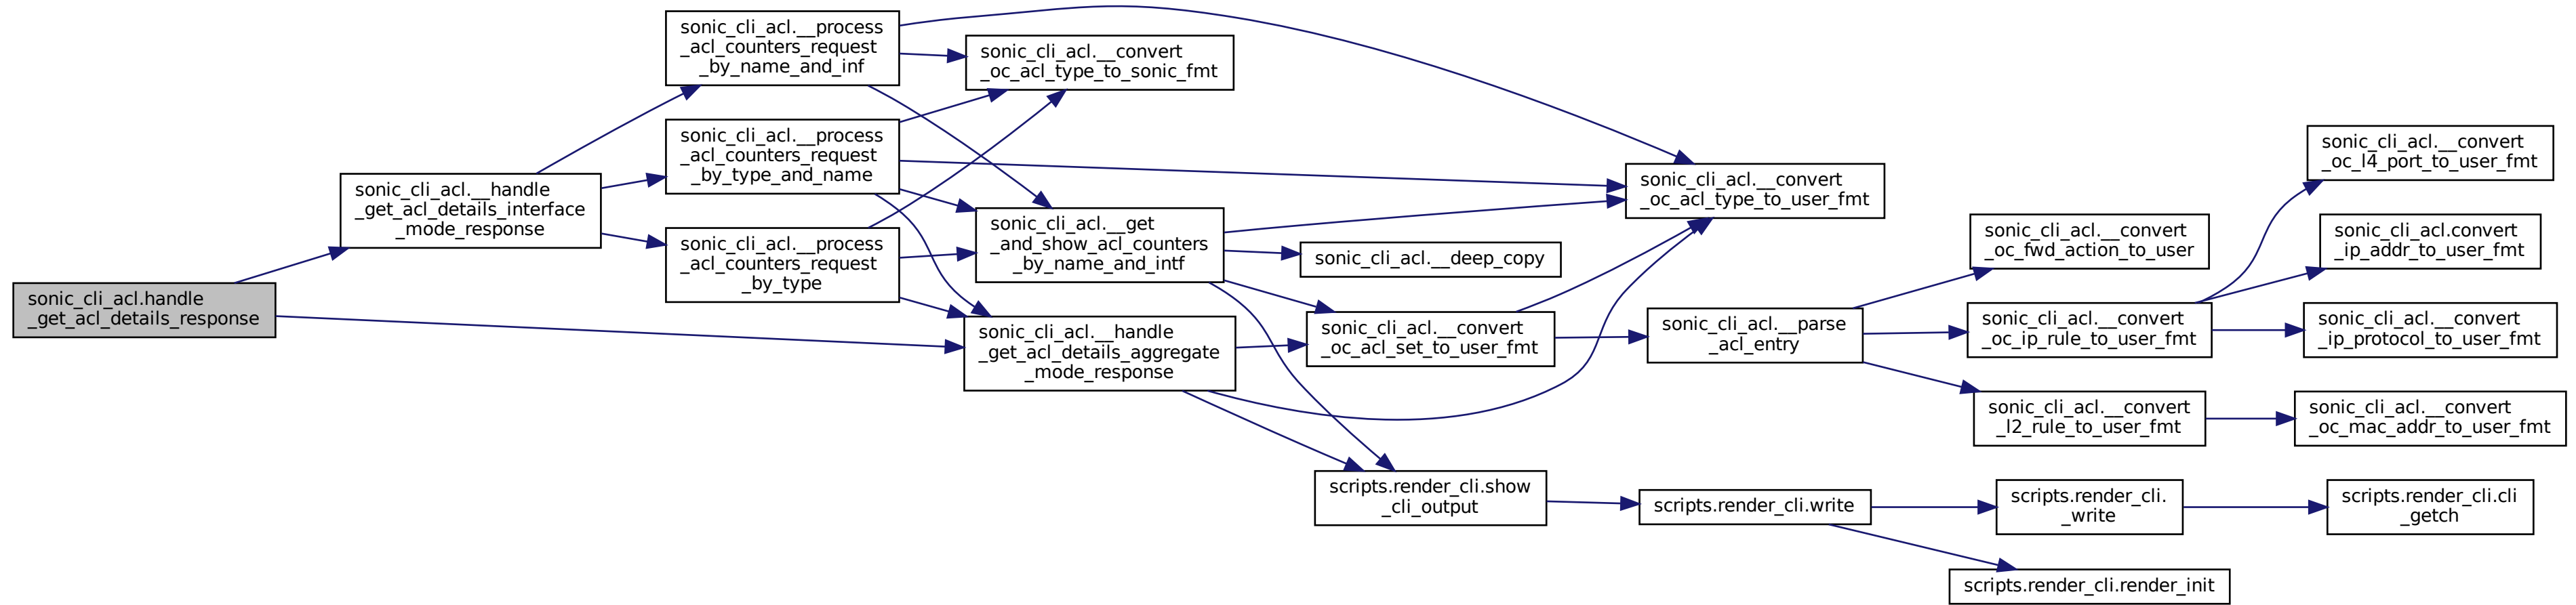 sonic_cli_acl.handle
_get_acl_details_response
sonic_cli_acl.__handle
_get_acl_details_interface
_mode_response
sonic_cli_acl.__process
_acl_counters_request
_by_name_and_inf
sonic_cli_acl.__process
_acl_counters_request
_by_type_and_name
sonic_cli_acl.__process
_acl_counters_request
_by_type
sonic_cli_acl.__convert
_oc_acl_type_to_sonic_fmt
sonic_cli_acl.__get
_and_show_acl_counters
_by_name_and_intf
sonic_cli_acl.__handle
_get_acl_details_aggregate
_mode_response
sonic_cli_acl.__deep_copy
sonic_cli_acl.__convert
_oc_acl_set_to_user_fmt
scripts.render_cli.show
_cli_output
sonic_cli_acl.__convert
_oc_acl_type_to_user_fmt
sonic_cli_acl.__parse
_acl_entry
scripts.render_cli.write
sonic_cli_acl.__convert
_oc_fwd_action_to_user
sonic_cli_acl.__convert
_oc_ip_rule_to_user_fmt
sonic_cli_acl.__convert
_l2_rule_to_user_fmt
scripts.render_cli.
_write
scripts.render_cli.render_init
sonic_cli_acl.__convert
_oc_l4_port_to_user_fmt
sonic_cli_acl.convert
_ip_addr_to_user_fmt
sonic_cli_acl.__convert
_ip_protocol_to_user_fmt
sonic_cli_acl.__convert
_oc_mac_addr_to_user_fmt
scripts.render_cli.cli
_getch